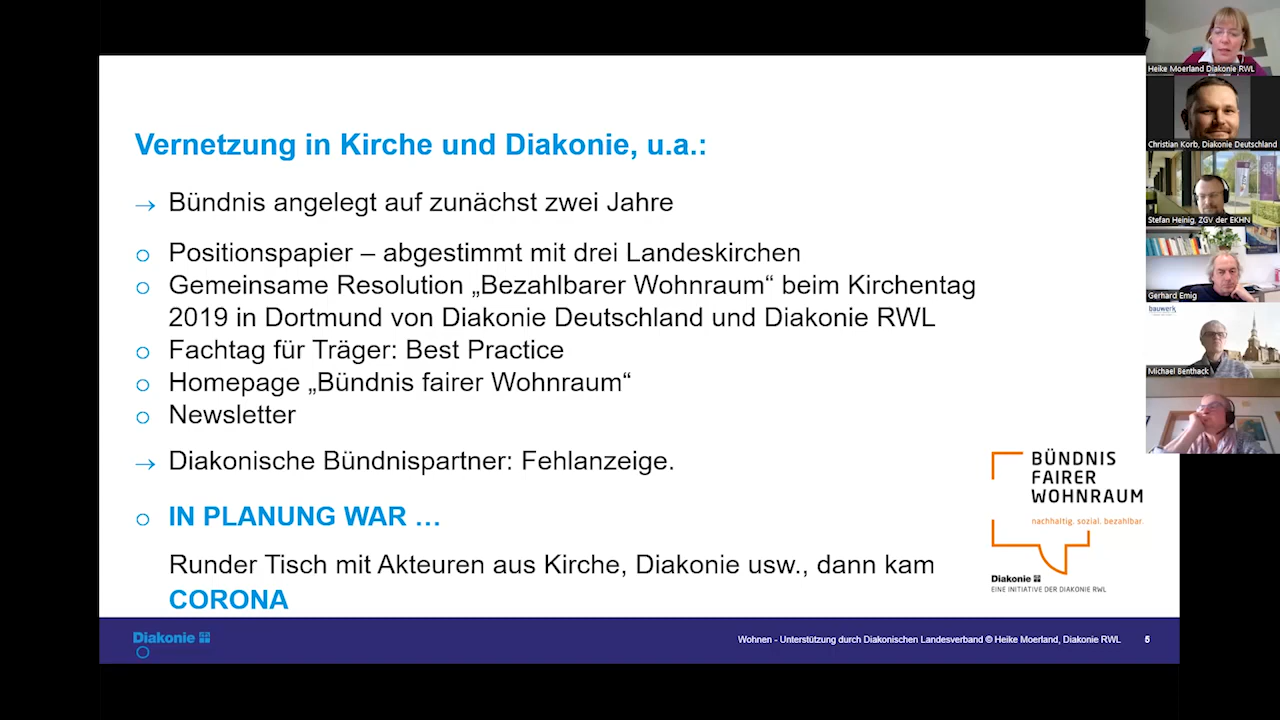 Vernetzung in Kirche und Diakonie, u.a.:
→ Bündnis angelegt auf zunächst zwei Jahre
Positionspapier – abgestimmt mit drei Landeskirchen
Gemeinsame Resolution „Bezahlbarer Wohnraum“ beim Kirchentag
2019 in Dortmund von Diakonie Deutschland und Diakonie RWL
Fachtag für Träger: Best Practice
Homepage „Bündnis fairer Wohnraum“
Newsletter
→ Diakonische Bündnispartner: Fehlanzeige.
IN PLANUNG WAR …
Runder Tisch mit Akteuren aus Kirche, Diakonie usw., dann kam
CORONA
BÜNDNIS
FAIRER
WOHNRAUM
nachhaltig. sozial. bezahlbar.
Diakonie
EINE INITIATIVE DER DIAKONIE RWL
Diakonie
Wohnen - Unterstützung durch Diakonischen Landesverband © Heike Moerland, Diakonie RWL
5
Heike Moerland Diakonie RWL
Christian Korb, Diakonie Deutschland
Stefan Heinig, ZGV der EKHN
Gerhard Emig
bauwerk
Michael Benthack